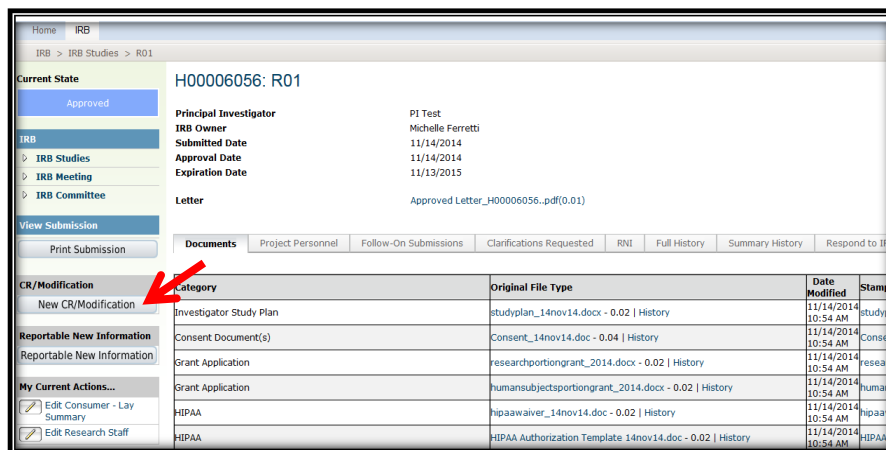 Home IRB
IRB > IRB Studies > R01
Current State
Approved
IRB
IRB Studies
IRB Meeting
IRB Committee
View Submission
Print Submission
CR/Modification
New CR/Modification
Reportable New Information
Reportable New Information
My Current Actions...
Edit Consumer - Lay
Summary
Edit Research Staff
H00006056: R01
Principal Investigator PI Test
IRB Owner Michelle Ferretti
Submitted Date 11/14/2014
Approval Date 11/14/2014
Expiration Date 11/13/2015
Letter Approved Letter_H00006056..pdf(0.01)
Documents Project Personnel Follow-On Submissions Clarifications Requested RNI Full History Summary History Respond to
Category Original File Type Date Modified
Investigator Study Plan studyplan_14nov14.docx - 0.02 | History 11/14/2014 10:54 AM
Consent Document(s) Consent_14nov14.doc - 0.04 | History 11/14/2014 10:54 AM
Grant Application researchportiongrant_2014.docx - 0.02 | History 11/14/2014 10:54 AM
Grant Application humansubjectsportiongrant_2014.docx - 0.02 | History 11/14/2014 10:54 AM
HIPAA hipaawaiver_14nov14.doc - 0.02 | History 11/14/2014 10:54 AM
HIPAA HIPAA Authorization Template 14nov14.doc - 0.02 | History 11/14/2014 10:54 AM HIPAA